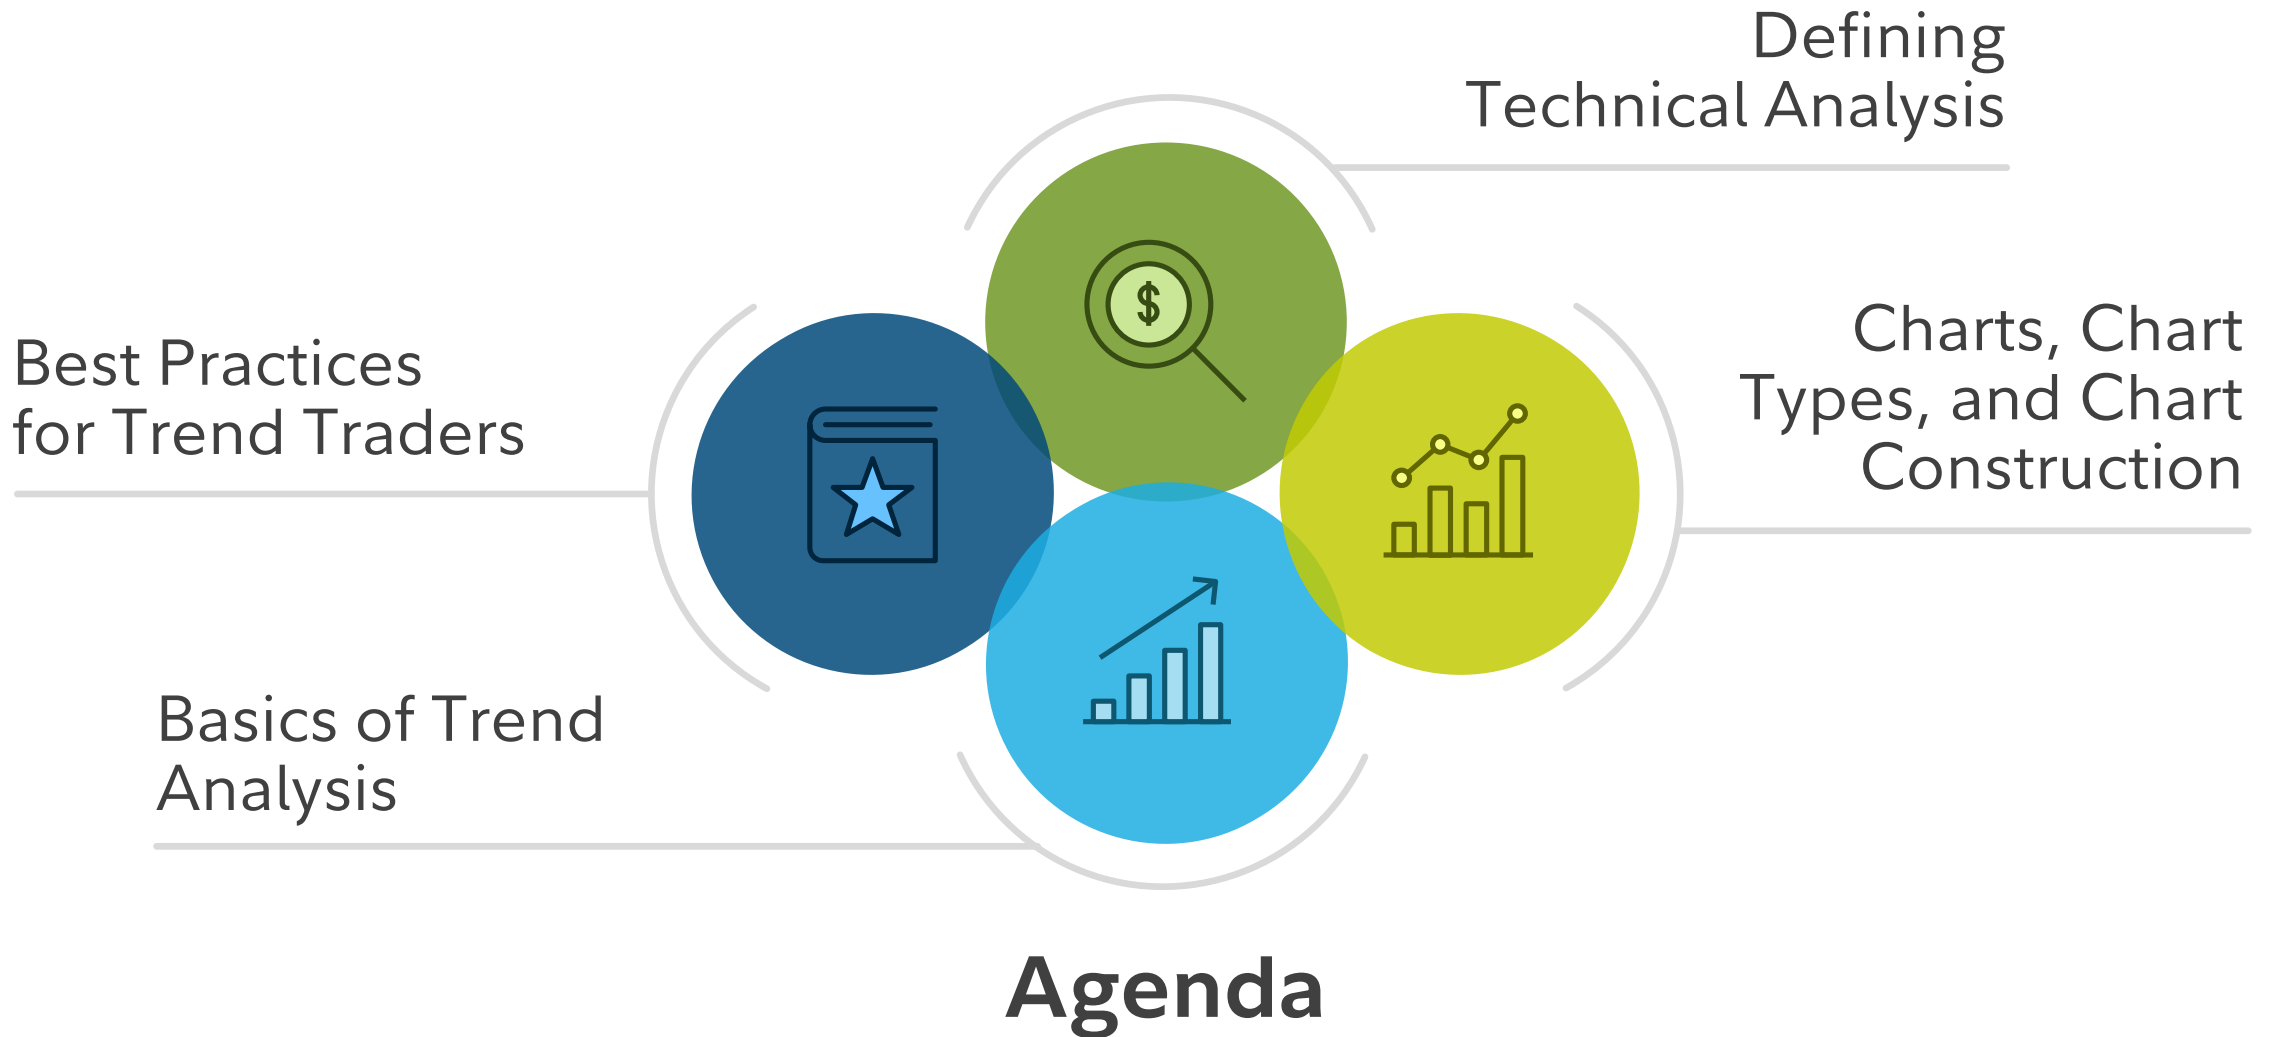 Defining
Technical Analysis
Charts, Chart
Types, and Chart
Construction
Best Practices
for Trend Traders
Basics of Trend
Analysis
$
Agenda